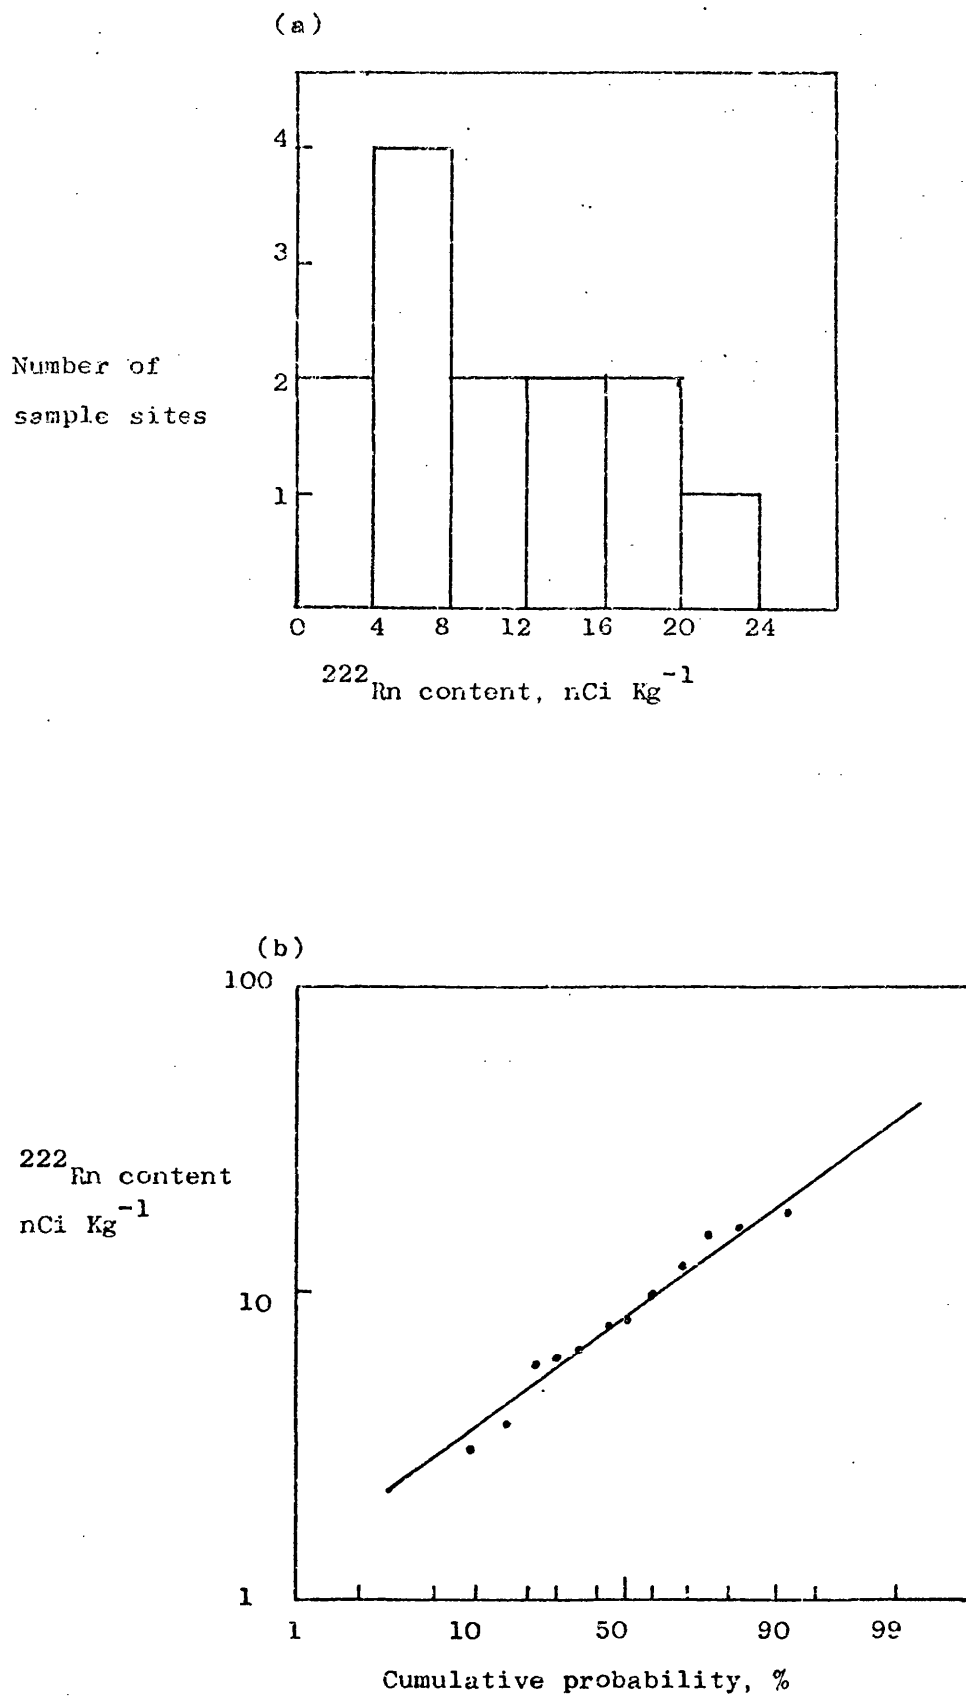 (a)
4
3
Number of
2
sample sites
1
0 4 8 12 16 20 24
222Rn content, nCi Kg-1
(b)
100
222Rn content
nCi Kg-1
10
1
1 10 50 90 99
Cumulative probability, %